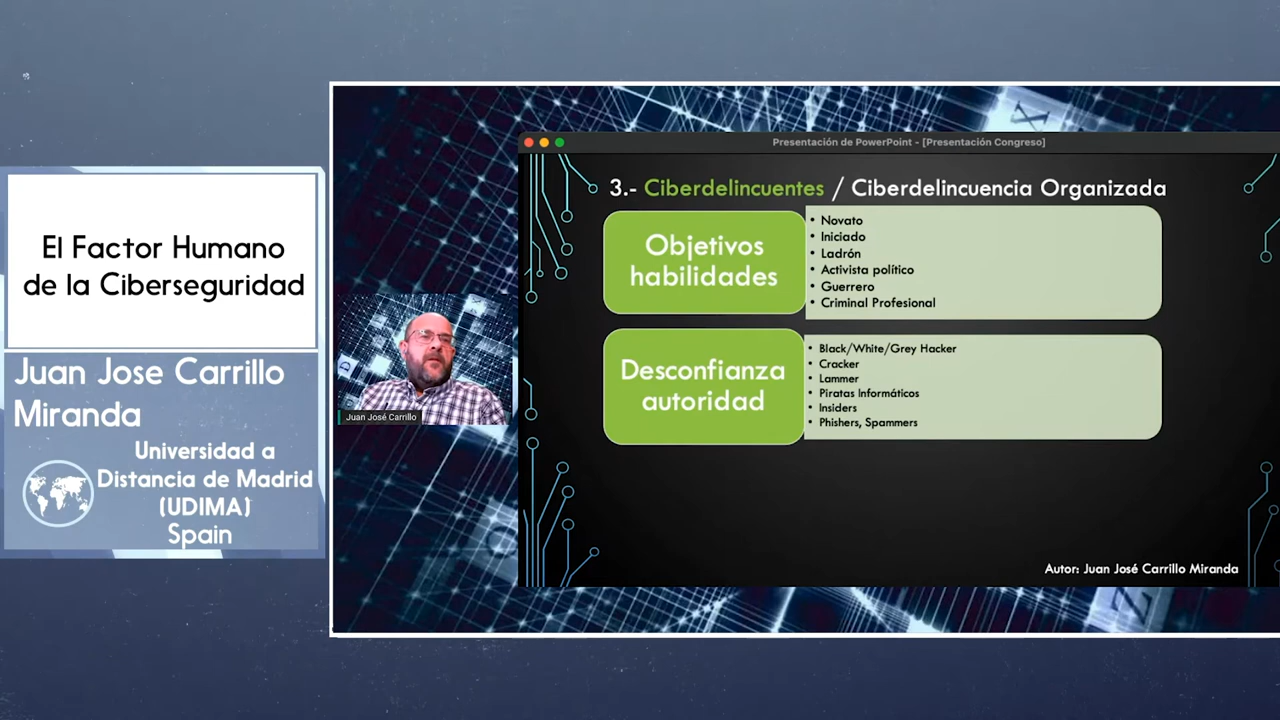 El Factor Humano
de la Ciberseguridad
Juan Jose Carrillo
Miranda
Universidad a
Distancia de Madrid
(UDIMA)
Spain
Juan José Carrillo
Presentación de PowerPoint - [Presentación Congreso]
3.- Ciberdelincuentes / Ciberdelincuencia Organizada
Objetivos
habilidades
• Novato
• Iniciado
• Ladrón
• Activista político
• Guerrero
• Criminal Profesional
Desconfianza
autoridad
• Black/White/Grey Hacker
• Cracker
• Lammer
• Piratas Informáticos
• Insiders
• Phishers, Spammers
Autor: Juan José Carrillo Miranda